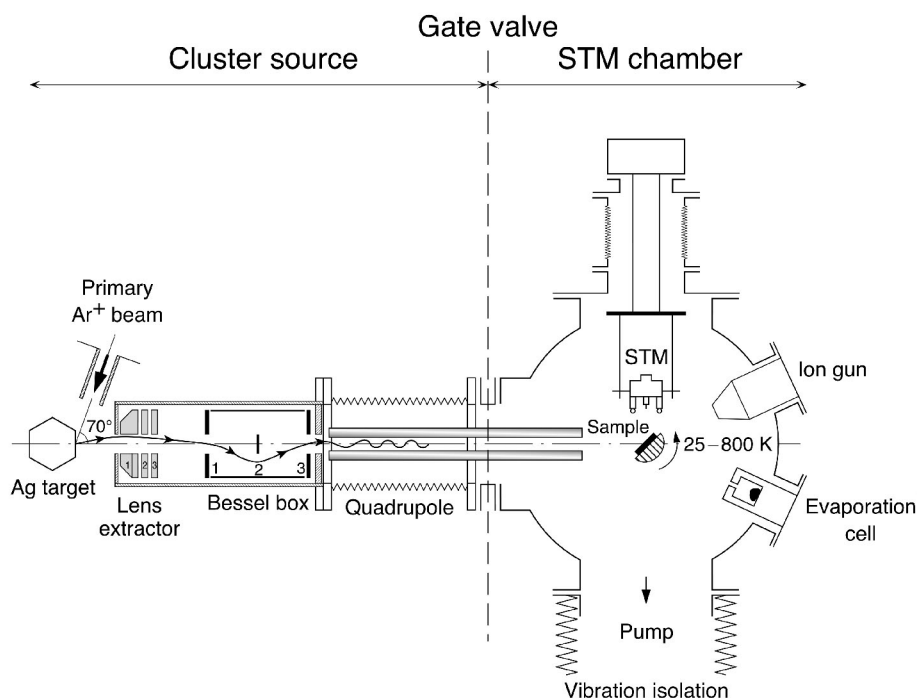 Gate valve
Cluster source
STM chamber
Primary
Ar+ beam
70°
STM
Ion gun
Sample
25–800 K
1 2 3
1 2 3
Ag target
Lens
extractor
Bessel box
Quadrupole
Evaporation
cell
Pump
Vibration isolation